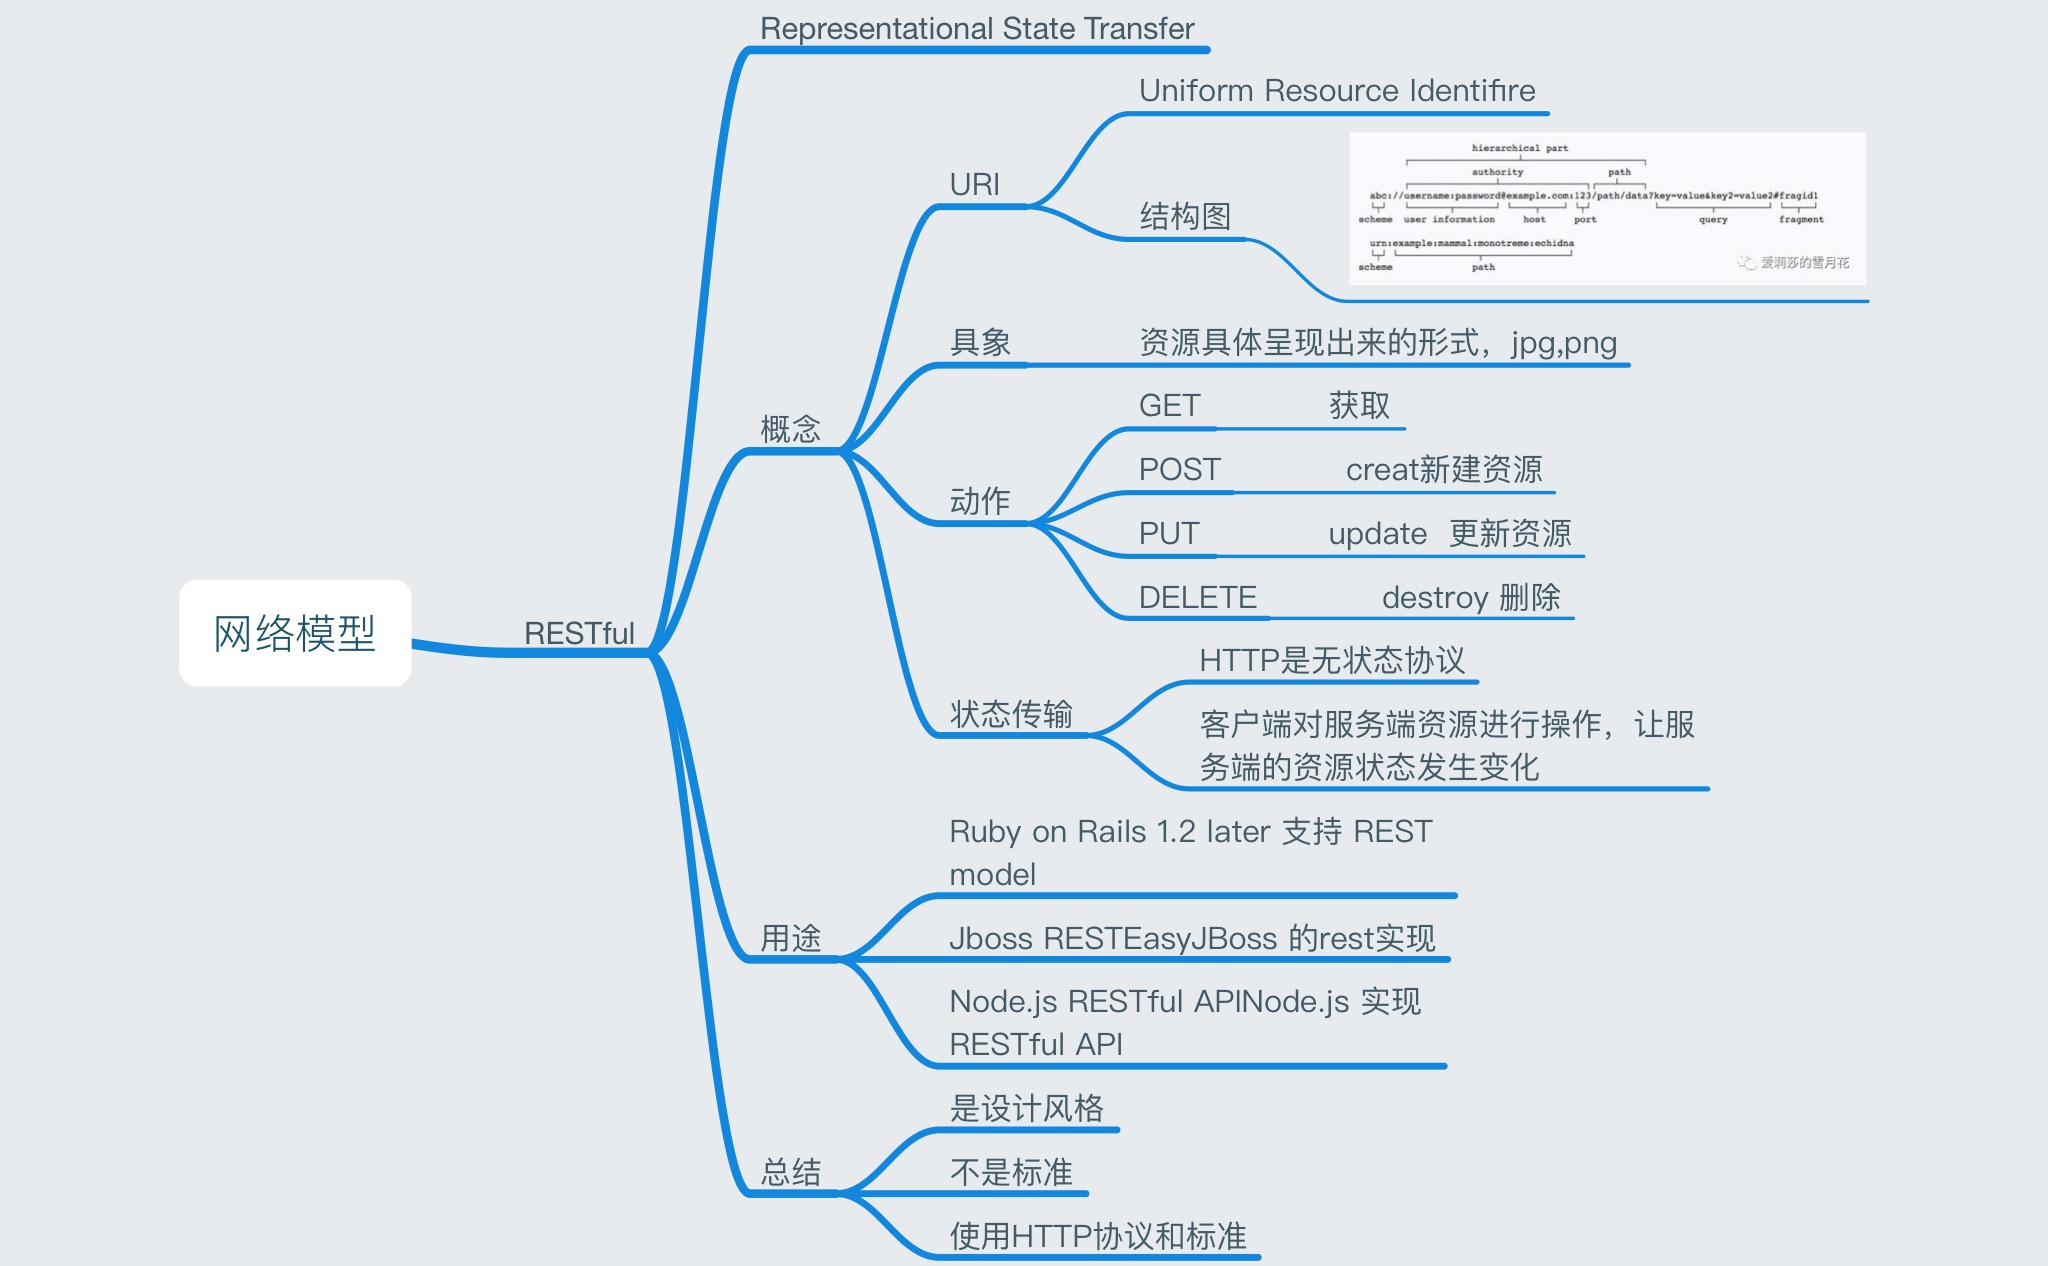 Representational State Transfer
Uniform Resource Identifire
hierarchical part
authority path
URI
abc://username:password@example.com:123/path/data?key=value&key2=value2#fragid1
结构图
scheme user information host port query fragment
urn:example:mammal:monotreme:echidna
scheme path
爱莉莎的雪月花
具象
资源具体呈现出来的形式，jpg,png
GET 获取
概念
POST creat新建资源
动作
PUT update 更新资源
DELETE destroy 删除
网络模型
RESTful
HTTP是无状态协议
状态传输
客户端对服务端资源进行操作，让服
务端的资源状态发生变化
Ruby on Rails 1.2 later 支持 REST
model
用途
Jboss RESTEasyJBoss 的rest实现
Node.js RESTful APINode.js 实现
RESTful API
是设计风格
总结
不是标准
使用HTTP协议和标准